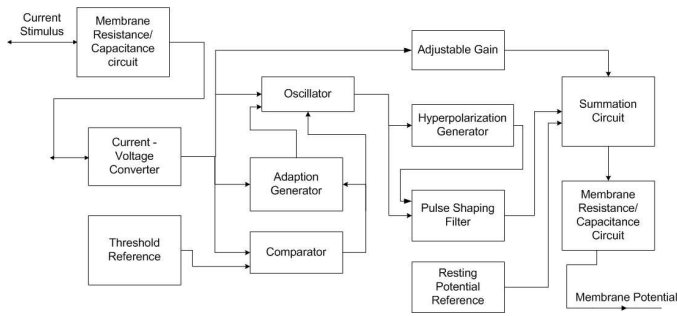 Current
Stimulus
Membrane
Resistance/
Capacitance
circuit
Adjustable Gain
Oscillator
Summation
Circuit
Hyperpolarization
Generator
Current -
Voltage
Converter
Adaption
Generator
Membrane
Resistance/
Capacitance
Circuit
Pulse Shaping
Filter
Threshold
Reference
Comparator
Resting
Potential
Reference
Membrane Potential